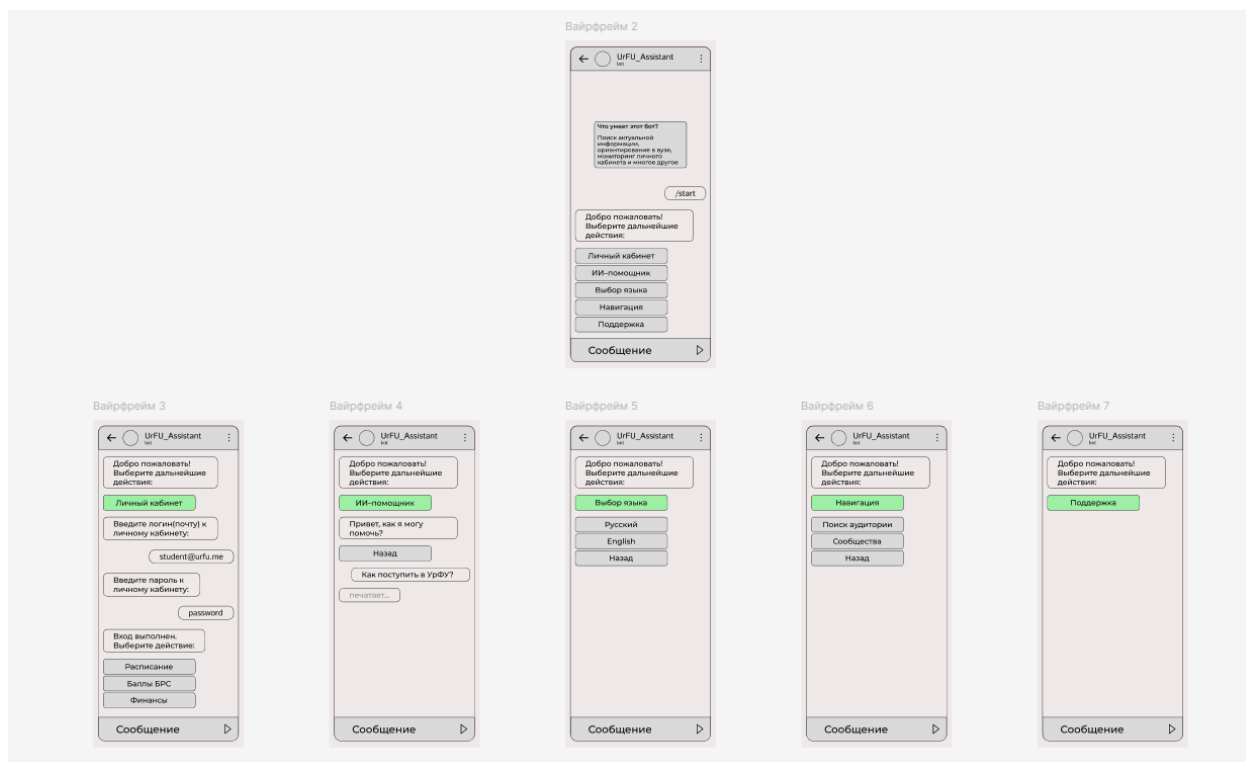 Вайрфрейм 2
UrFU_Assistant
bot
Что умеет этот бот?
Поиск актуальной
информации,
ориентирование в вузе,
мониторинг личного
кабинета и многое другое
/start
Добро пожаловать!
Выберите дальнейшие
действия:
Личный кабинет
ИИ-помощник
Выбор языка
Навигация
Поддержка
Сообщение
Вайрфрейм 3
UrFU_Assistant
bot
Добро пожаловать!
Выберите дальнейшие
действия:
Личный кабинет
Введите логин(почту) к
личному кабинету:
student@urfu.me
Введите пароль к
личному кабинету:
password
Вход выполнен.
Выберите действие:
Расписание
Баллы БРС
Финансы
Сообщение
Вайрфрейм 4
UrFU_Assistant
bot
Добро пожаловать!
Выберите дальнейшие
действия:
ИИ-помощник
Привет, как я могу
помочь?
Назад
Как поступить в УрФУ?
печатает...
Сообщение
Вайрфрейм 5
UrFU_Assistant
bot
Добро пожаловать!
Выберите дальнейшие
действия:
Выбор языка
Русский
English
Назад
Сообщение
Вайрфрейм 6
UrFU_Assistant
bot
Добро пожаловать!
Выберите дальнейшие
действия:
Навигация
Поиск аудитории
Сообщества
Назад
Сообщение
Вайрфрейм 7
UrFU_Assistant
bot
Добро пожаловать!
Выберите дальнейшие
действия:
Поддержка
Сообщение